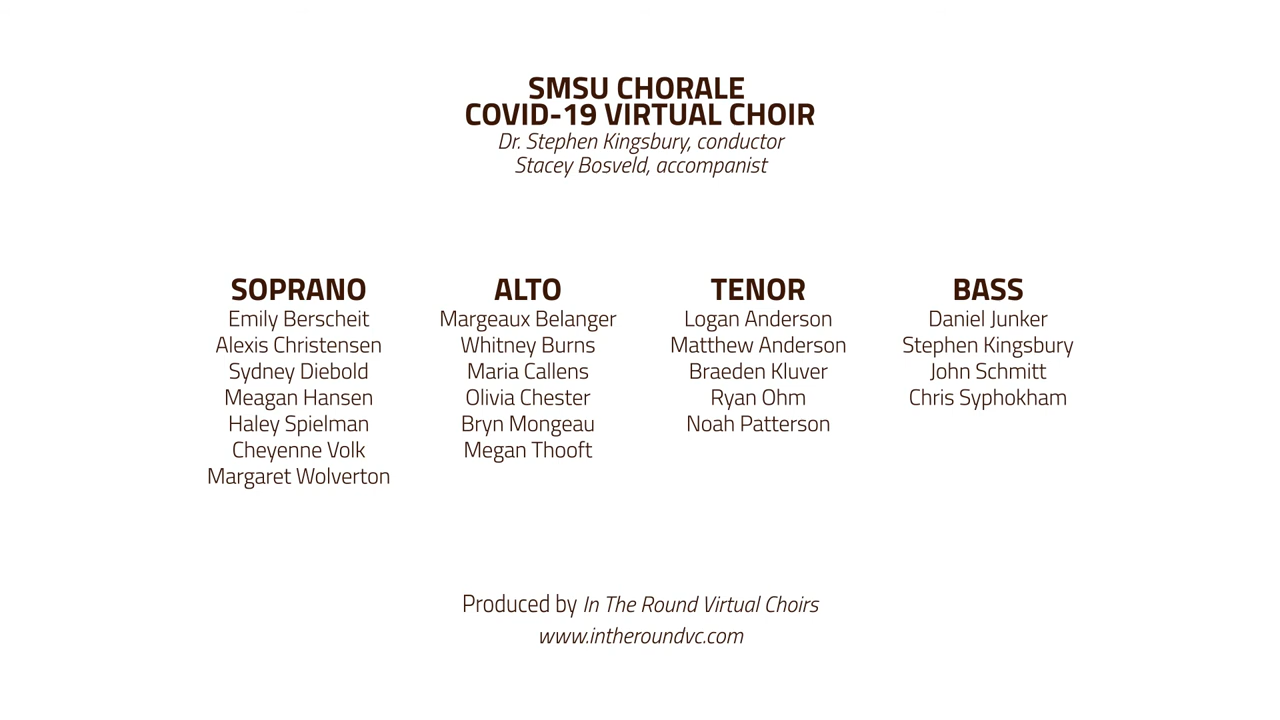 SMSU CHORALE
COVID-19 VIRTUAL CHOIR
Dr. Stephen Kingsbury, conductor
Stacey Bosveld, accompanist
SOPRANO
Emily Berscheit
Alexis Christensen
Sydney Diebold
Meagan Hansen
Haley Spielman
Cheyenne Volk
Margaret Wolverton
ALTO
Margeaux Belanger
Whitney Burns
Maria Callens
Olivia Chester
Bryn Mongeau
Megan Thooft
TENOR
Logan Anderson
Matthew Anderson
Braeden Kluver
Ryan Ohm
Noah Patterson
BASS
Daniel Junker
Stephen Kingsbury
John Schmitt
Chris Syphokham
Produced by In The Round Virtual Choirs
www.intheroundvc.com